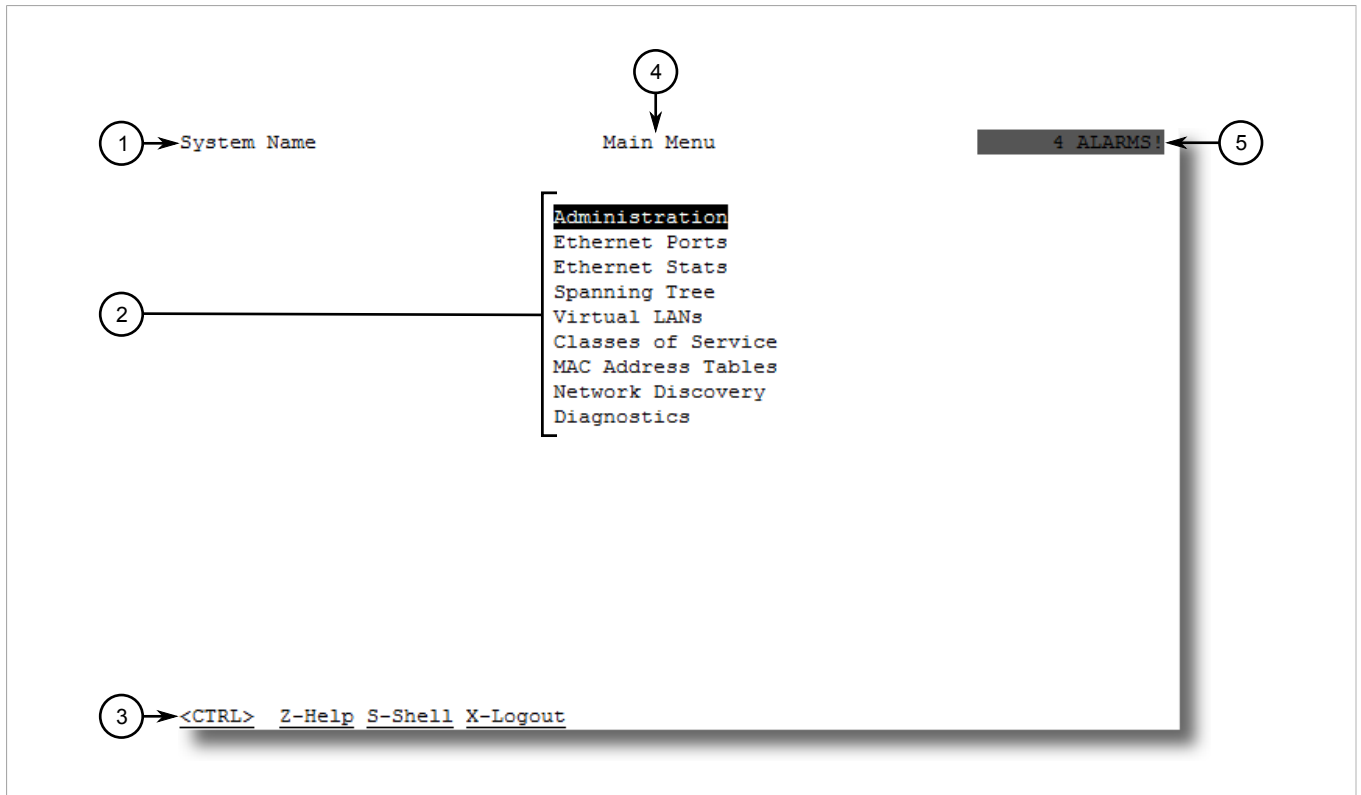 4
1 System Name Main Menu 4 ALARMS! 5
Administration
Ethernet Ports
Ethernet Stats
Spanning Tree
2 Virtual LANs
Classes of Service
MAC Address Tables
Network Discovery
Diagnostics
3 <CTRL> Z-Help S-Shell X-Logout